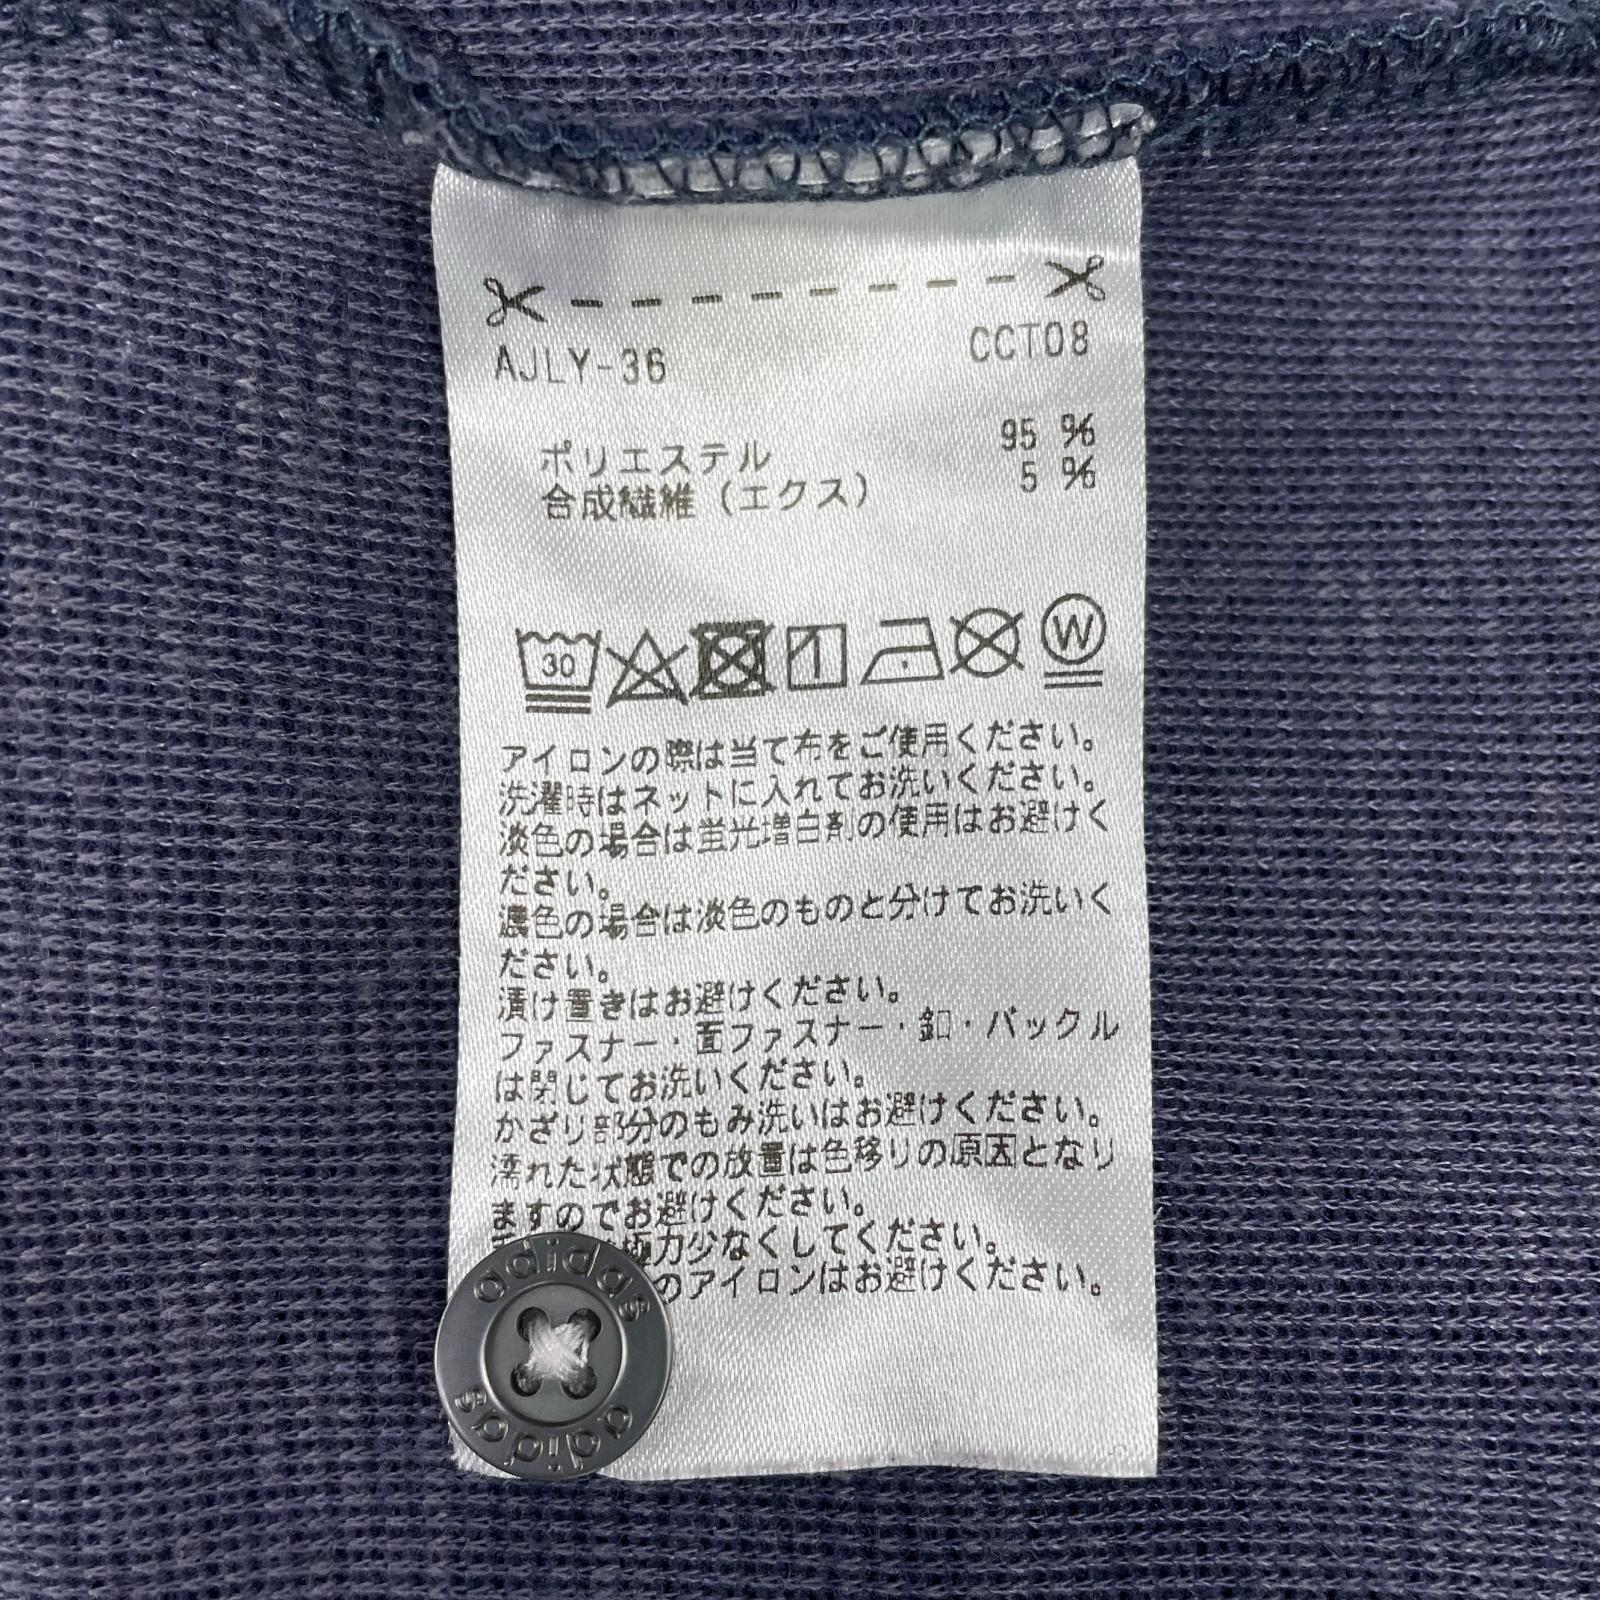 AJLY-36 CCT08
ポリエステル 95 %
合成繊維（エクス） 5 %
30 W
アイロンの際は当て布をご使用ください。
洗濯時はネットに入れてお洗いください。
淡色の場合は蛍光増白剤の使用はお避けく
ださい。
濃色の場合は淡色のものと分けてお洗いく
ださい。
漬け置きはお避けください。
ファスナー・面ファスナー・釦・バックル
は閉じてお洗いください。
かざり部分のもみ洗いはお避けください。
濡れた状態での放置は色移りの原因となり
ますのでお避けください。
極力少なくしてください。
のアイロンはお避けください。
adidas
adidas